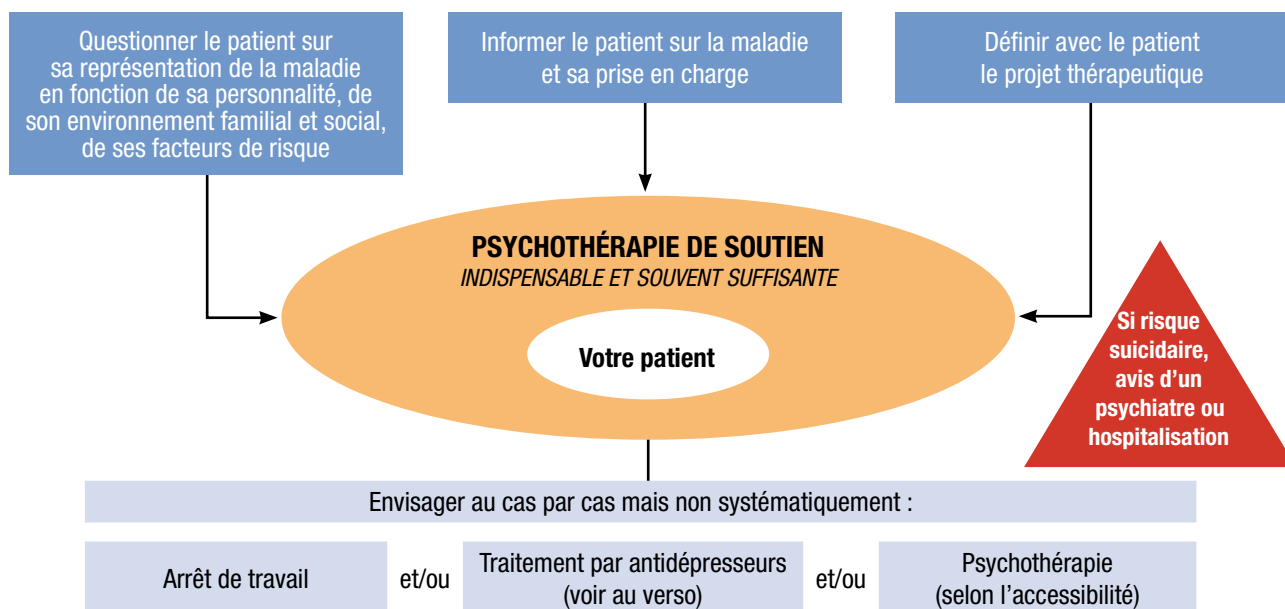 Questionner le patient sur
sa représentation de la maladie
en fonction de sa personnalité, de
son environnement familial et social,
de ses facteurs de risque
Informer le patient sur la maladie
et sa prise en charge
Définir avec le patient
le projet thérapeutique
PSYCHOTHÉRAPIE DE SOUTIEN
INDISPENSABLE ET SOUVENT SUFFISANTE
Votre patient
Si risque
suicidaire,
avis d'un
psychiatre ou
hospitalisation
Envisager au cas par cas mais non systématiquement :
Arrêt de travail
et/ou
Traitement par antidépresseurs
(voir au verso)
et/ou
Psychothérapie
(selon l'accessibilité)